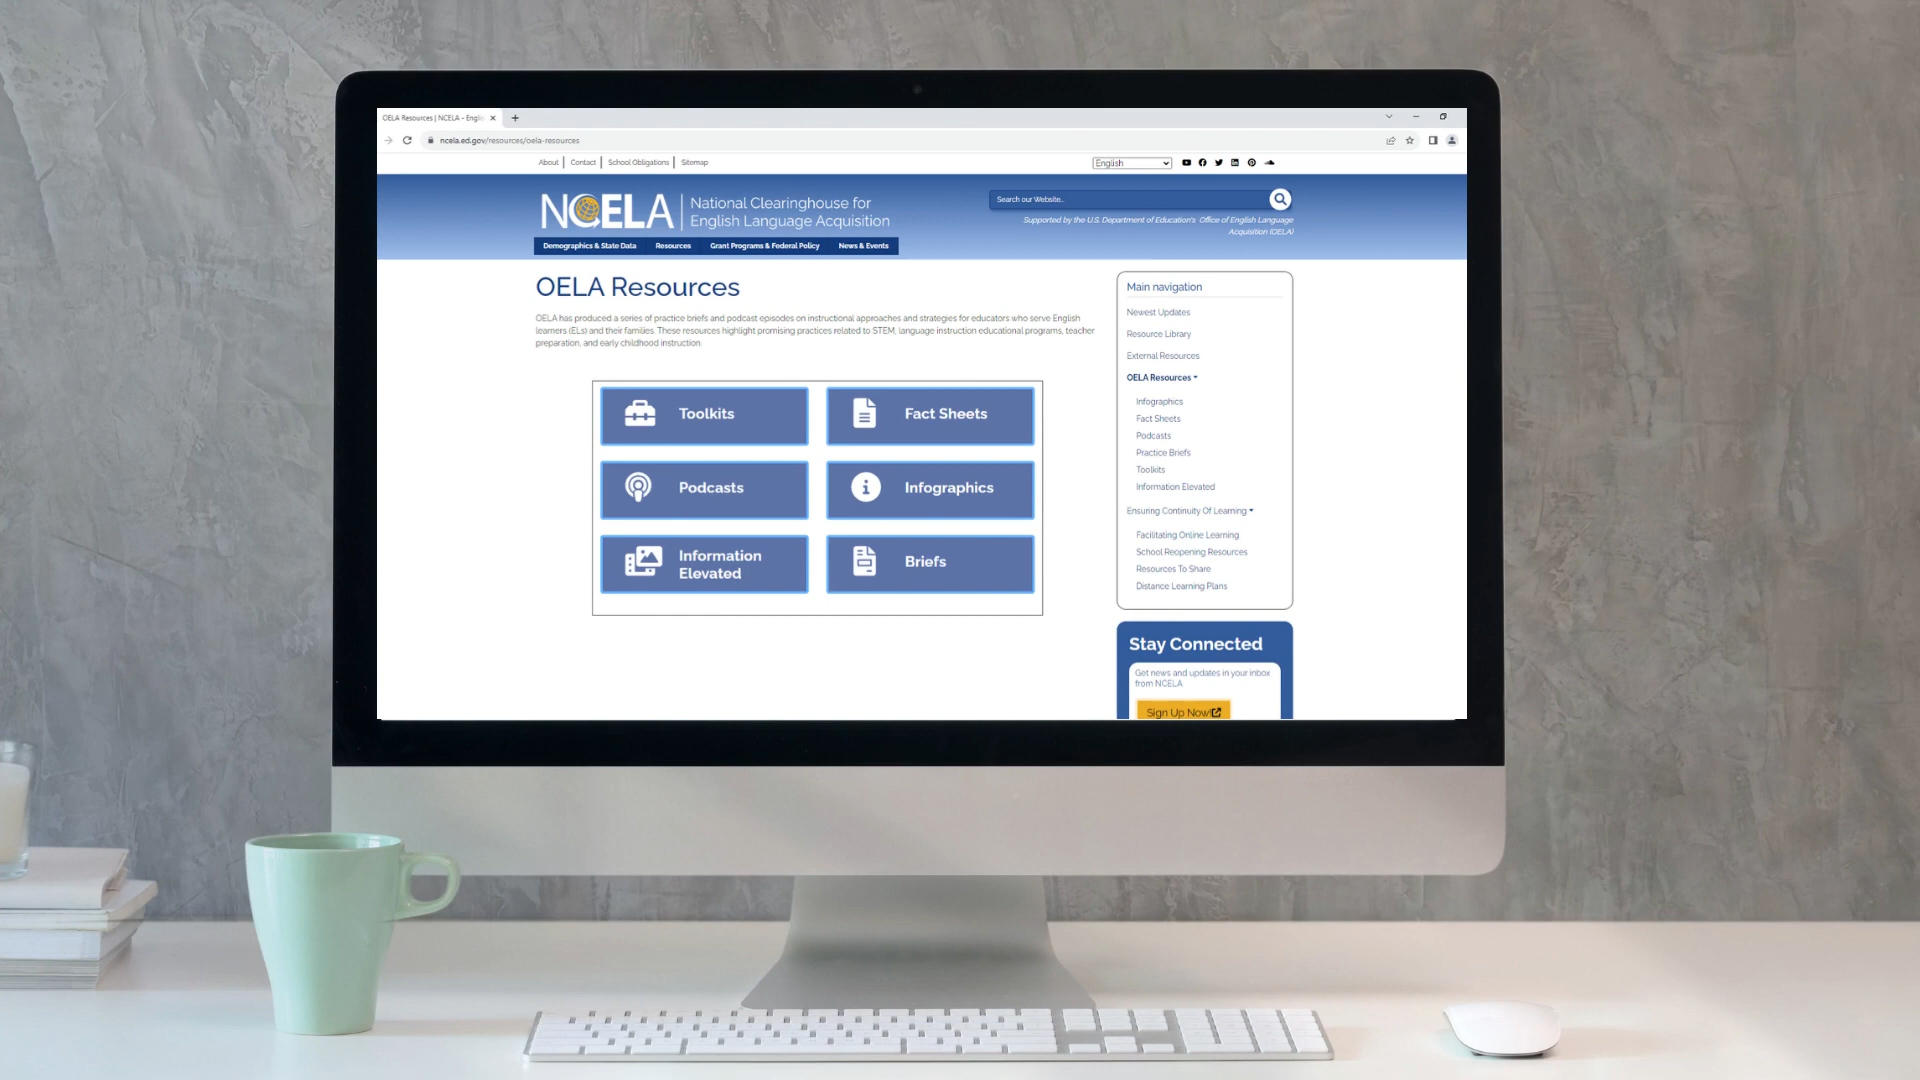 OELA Resources | NCELA - Engli
ncela.ed.gov/resources/oela-resources
About | Contact | School Obligations | Sitemap
English
NCELA | National Clearinghouse for
English Language Acquisition
Search our Website...
Supported by the U.S. Department of Education's Office of English Language
Acquisition (OELA)
Demographics & State Data Resources Grant Programs & Federal Policy News & Events
OELA Resources
OELA has produced a series of practice briefs and podcast episodes on instructional approaches and strategies for educators who serve English
learners (ELs) and their families. These resources highlight promising practices related to STEM, language instruction educational programs, teacher
preparation, and early childhood instruction.
Toolkits
Fact Sheets
Podcasts
Infographics
Information
Elevated
Briefs
Main navigation
Newest Updates
Resource Library
External Resources
OELA Resources
Infographics
Fact Sheets
Podcasts
Practice Briefs
Toolkits
Information Elevated
Ensuring Continuity Of Learning
Facilitating Online Learning
School Reopening Resources
Resources To Share
Distance Learning Plans
Stay Connected
Get news and updates in your inbox
from NCELA
Sign Up Now!